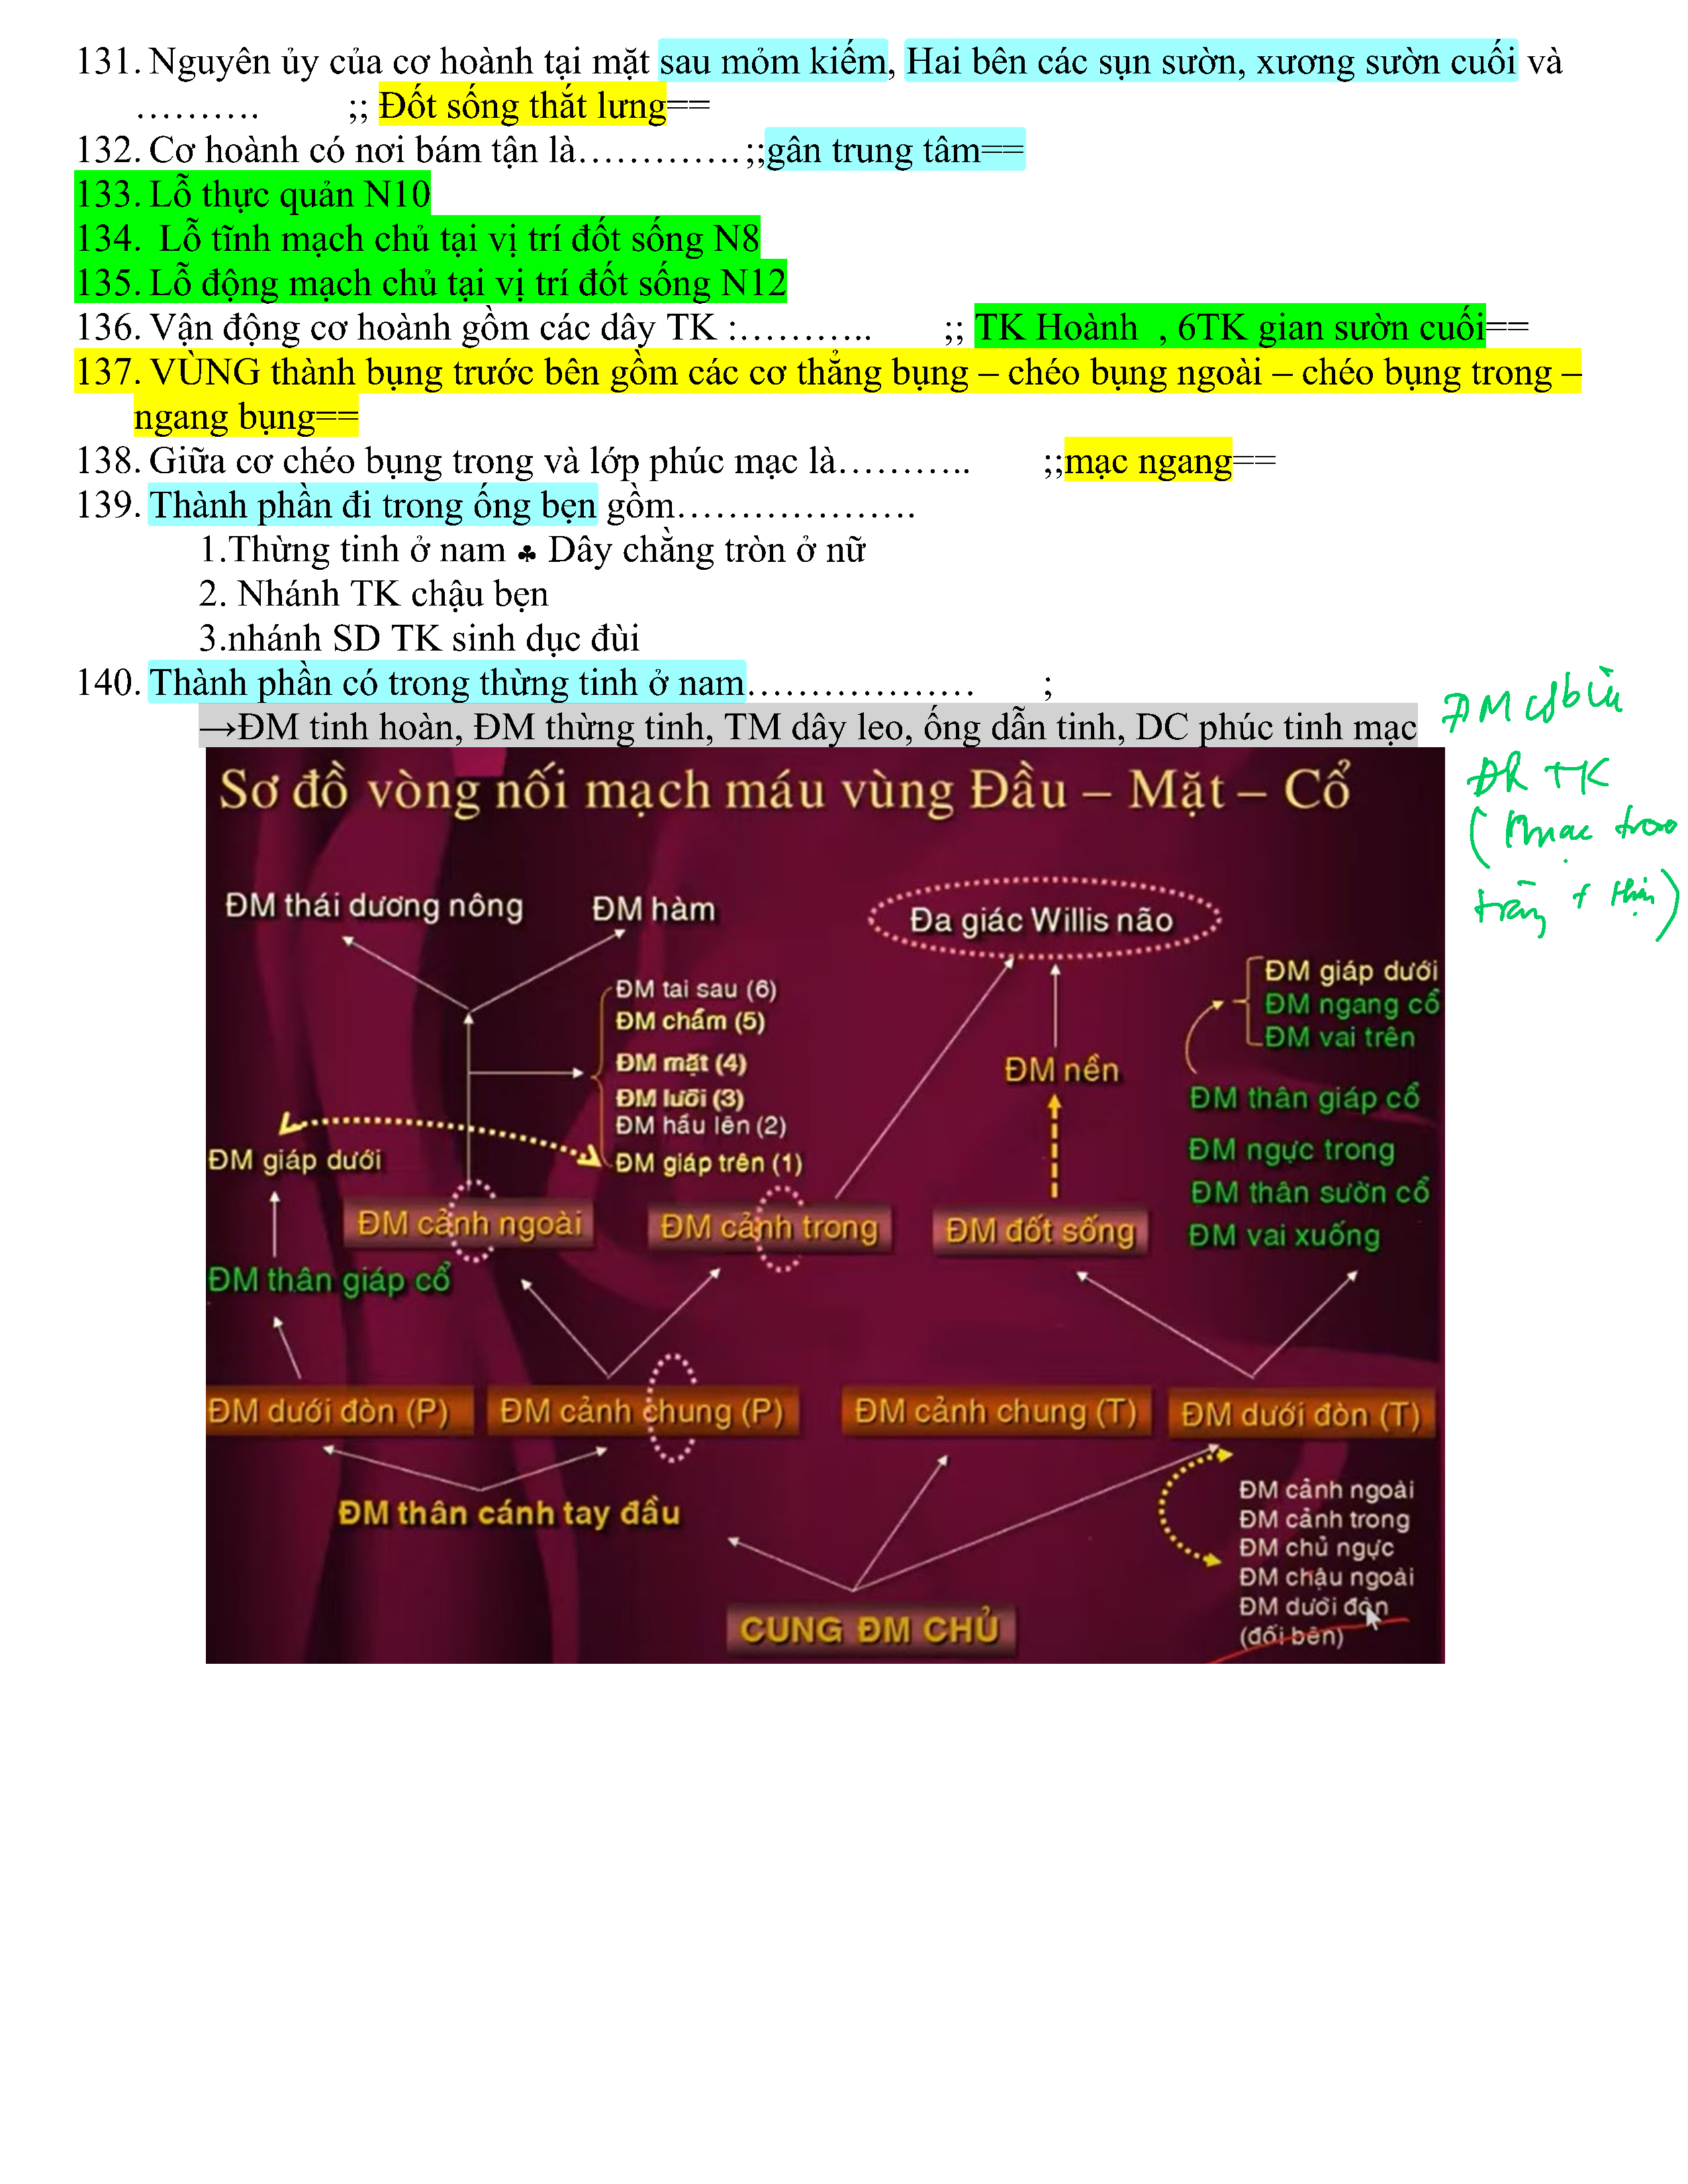 131. Nguyên ủy của cơ hoành tại mặt sau mỏm kiếm, Hai bên các sụn sườn, xương sườn cuối và
………. ;; Đốt sống thắt lưng==
132. Cơ hoành có nơi bám tận là………….;;gân trung tâm==
133. Lỗ thực quản N10
134. Lỗ tĩnh mạch chủ tại vị trí đốt sống N8
135. Lỗ động mạch chủ tại vị trí đốt sống N12
136. Vận động cơ hoành gồm các dây TK :……….. ;; TK Hoành , 6TK gian sườn cuối==
137. VÙNG thành bụng trước bên gồm các cơ thẳng bụng – chéo bụng ngoài – chéo bụng trong –
ngang bụng==
138. Giữa cơ chéo bụng trong và lớp phúc mạc là……….. ;;mạc ngang==
139. Thành phần đi trong ống bẹn gồm……………….
1.Thừng tinh ở nam ♣ Dây chằng tròn ở nữ
2. Nhánh TK chậu bẹn
3.nhánh SD TK sinh dục đùi
140. Thành phần có trong thừng tinh ở nam……………… ;
→ĐM tinh hoàn, ĐM thừng tinh, TM dây leo, ống dẫn tinh, DC phúc tinh mạc
ĐM
ĐR TK
Sơ đồ vòng nối mạch máu vùng Đầu – Mặt – Cổ
ĐM thái dương nông
ĐM hàm
Đa giác Willis não
ĐM tai sau (6)
ĐM chẩm (5)
ĐM mặt (4)
ĐM lưỡi (3)
ĐM hầu lên (2)
ĐM giáp trên (1)
ĐM giáp dưới
ĐM ngang cổ
ĐM vai trên
ĐM nền
ĐM thân giáp cổ
ĐM ngực trong
ĐM thân sườn cổ
ĐM vai xuống
ĐM giáp dưới
ĐM cảnh ngoài
ĐM cảnh trong
ĐM đốt sống
ĐM thân giáp cổ
ĐM dưới đòn (P)
ĐM cảnh chung (P)
ĐM cảnh chung (T)
ĐM dưới đòn (T)
ĐM thân cánh tay đầu
ĐM cảnh ngoài
ĐM cảnh trong
ĐM chủ ngực
ĐM chậu ngoài
ĐM dưới đòn
(đối bên)
CUNG ĐM CHỦ